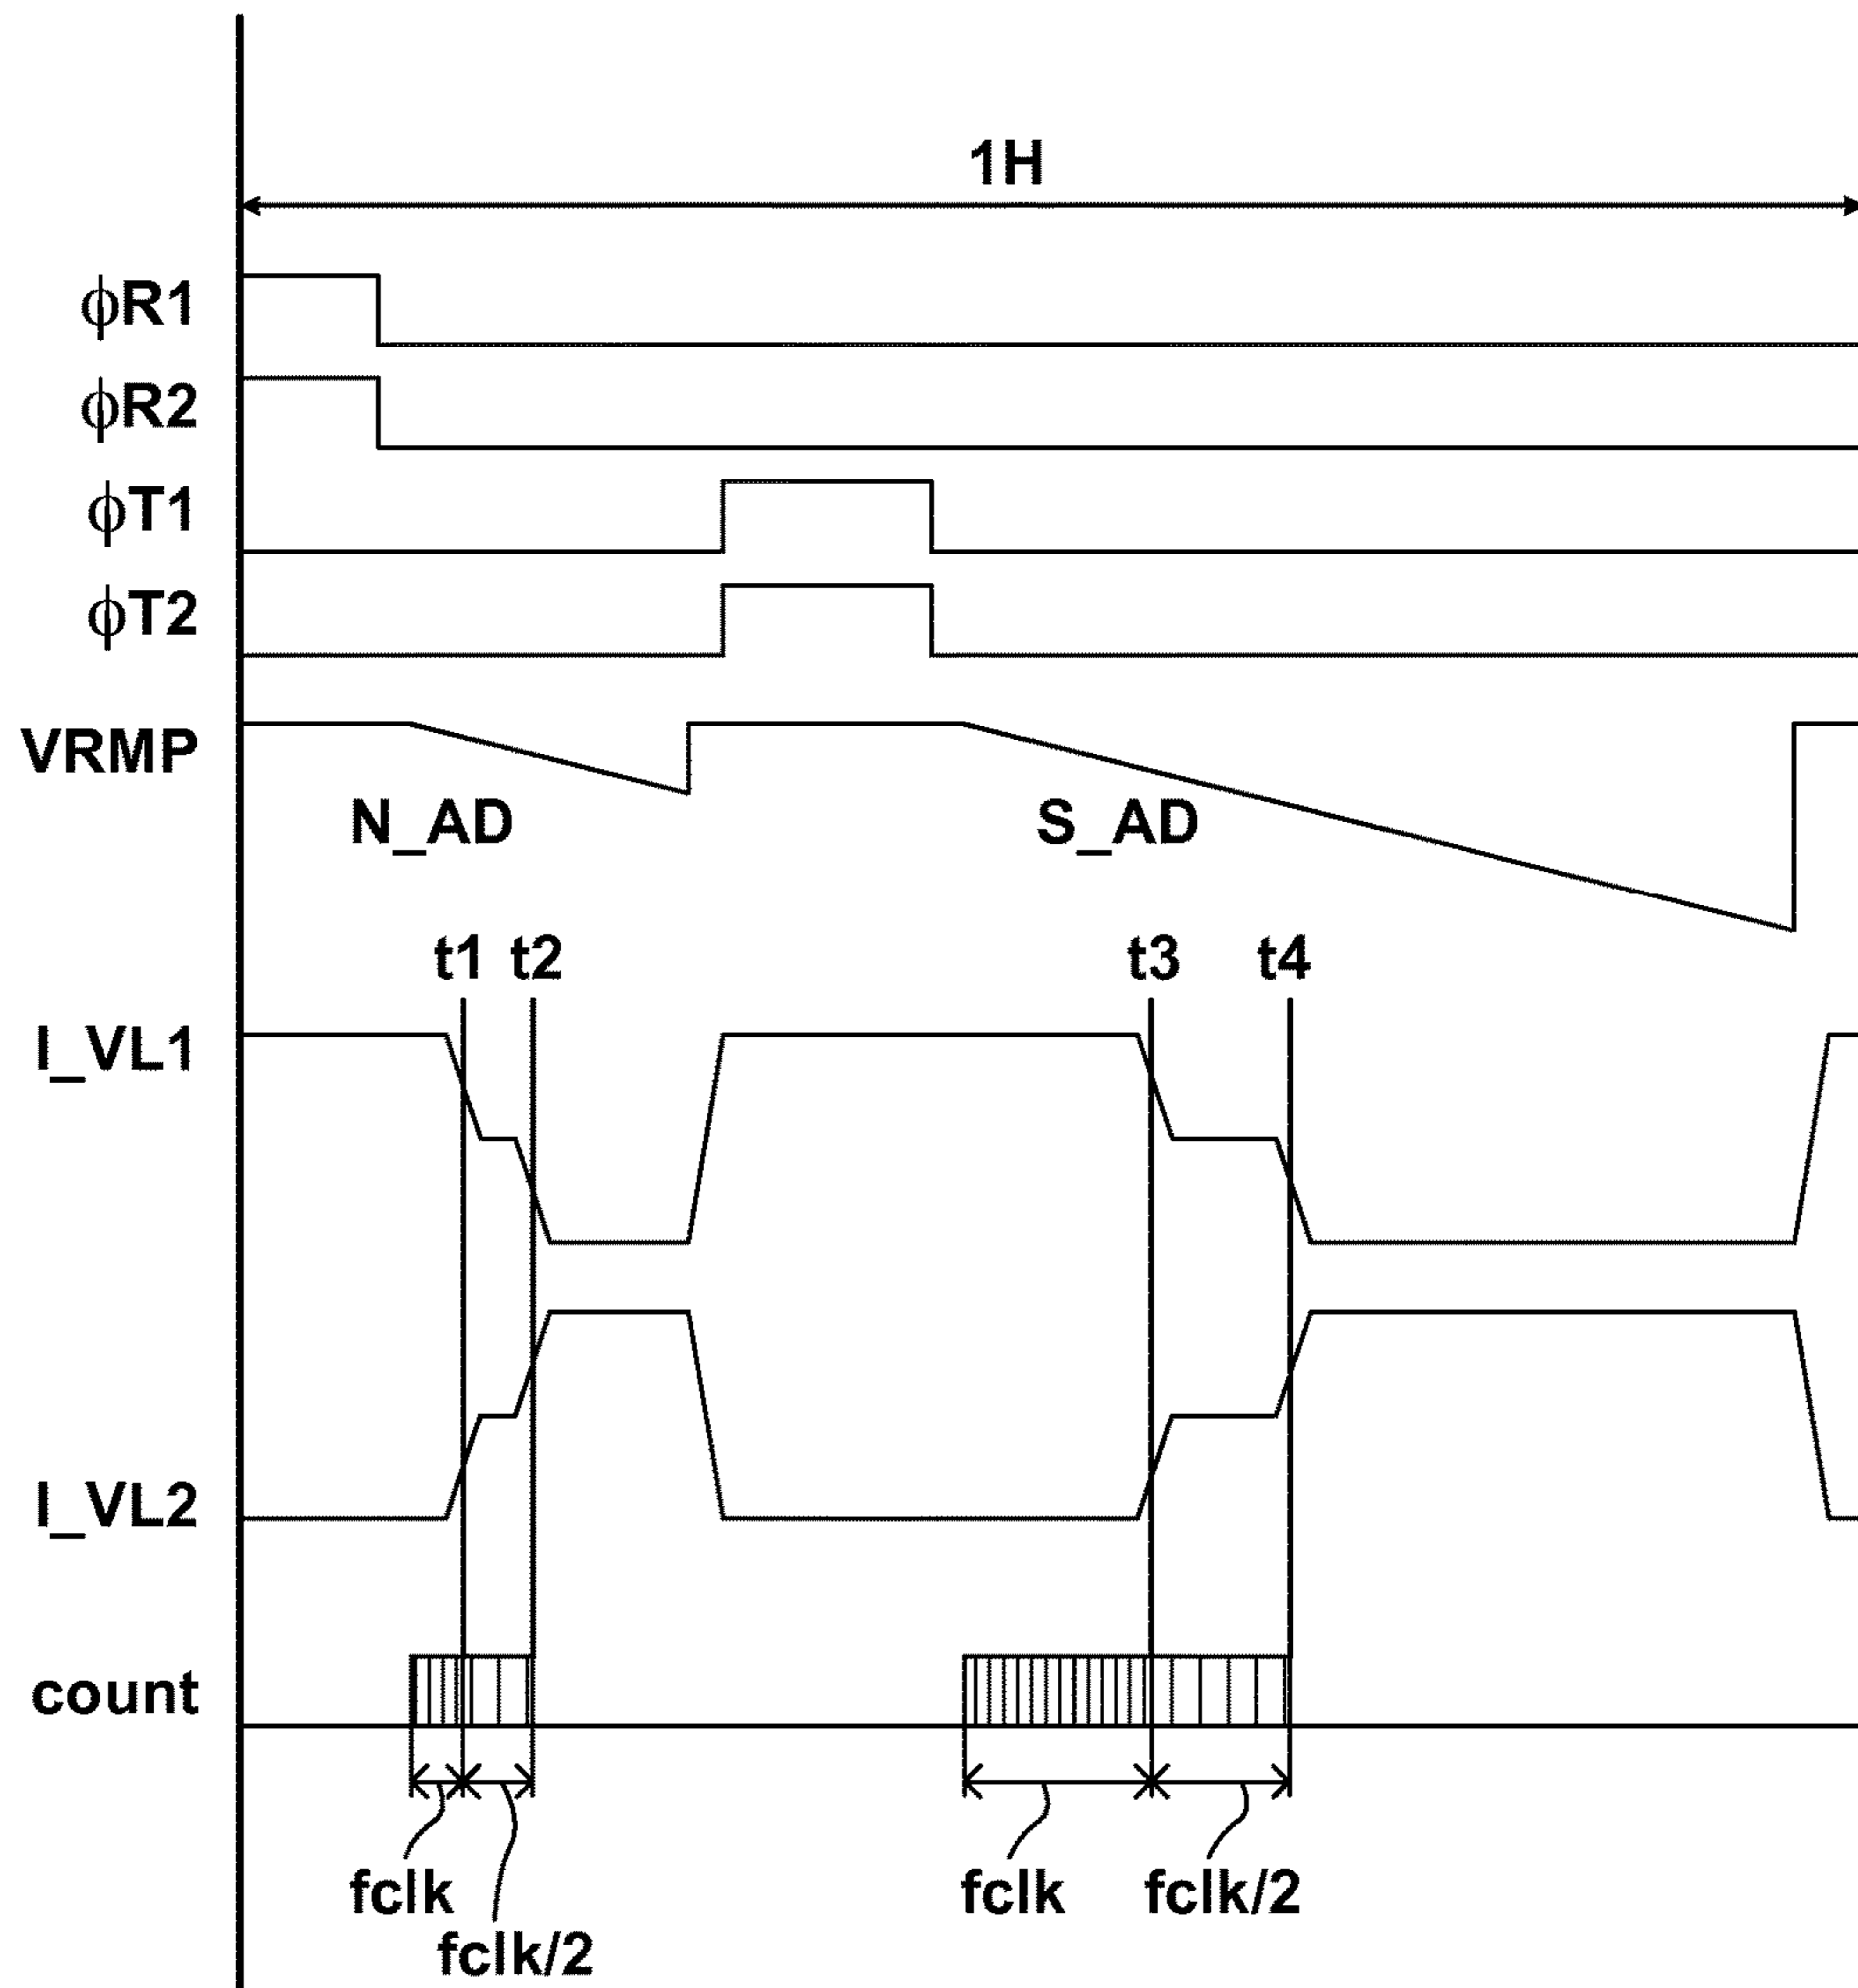 1H
ϕR1
ϕR2
ϕT1
ϕT2
VRMP
N_AD
S_AD
t1 t2 t3 t4
I_VL1
I_VL2
count
fclk fclk fclk/2
fclk/2